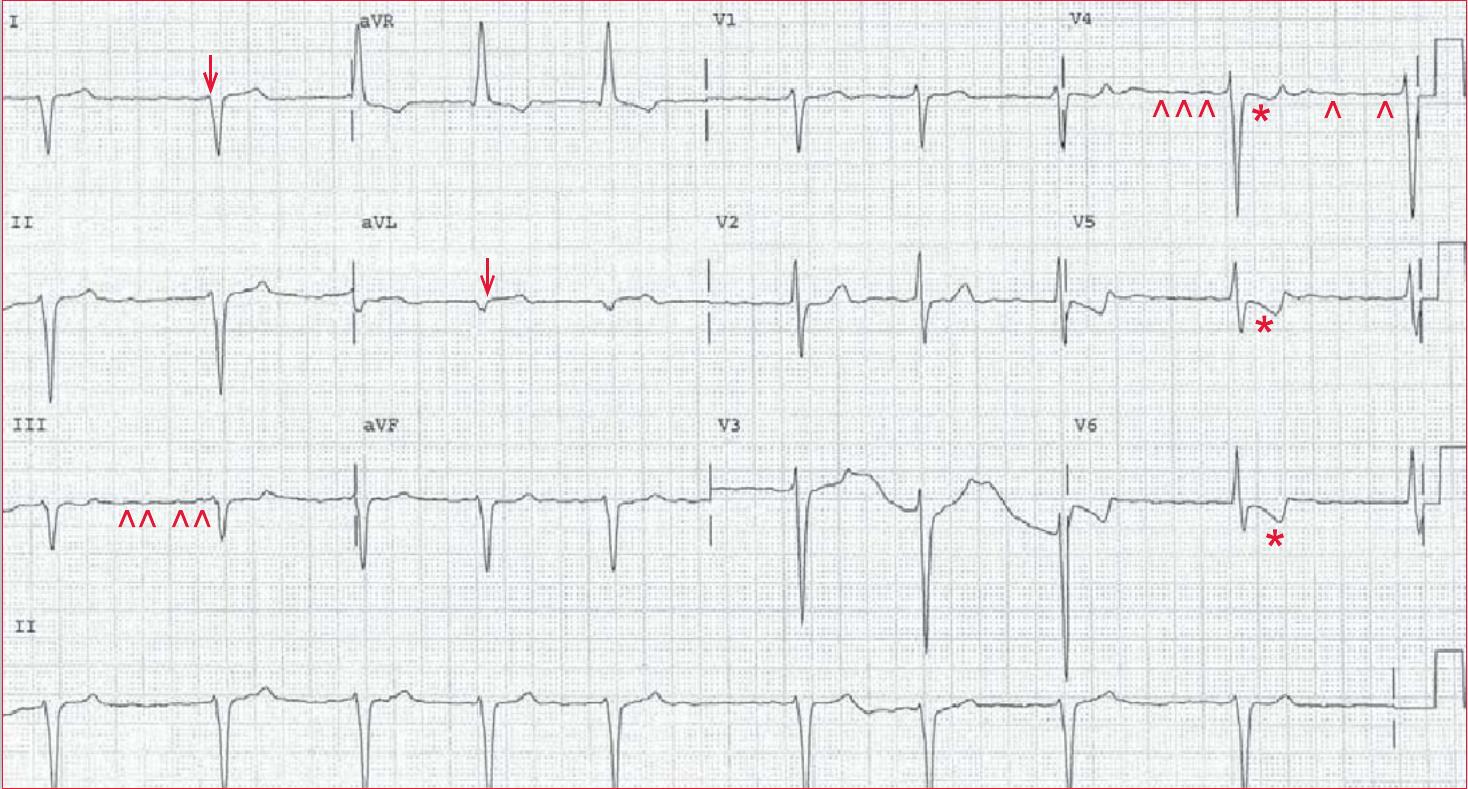 I aVR V1 V4
^ ^ ^ * ^ ^
II aVL V2 V5
*
III aVF V3 V6
^ ^ ^ ^ *
II